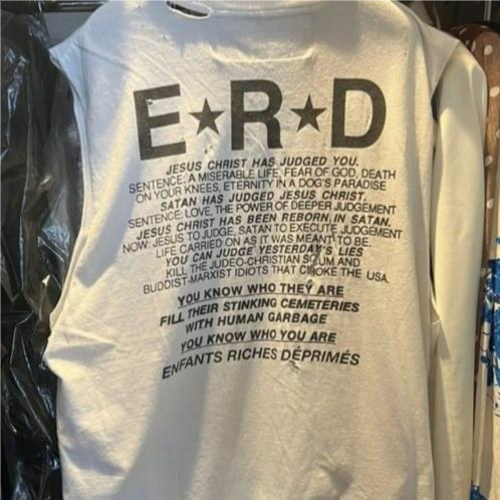 E★R★D
JESUS CHRIST HAS JUDGED YOU.
SENTENCE: A MISERABLE LIFE, FEAR OF GOD, DEATH
ON YOUR KNEES, ETERNITY IN A DOG'S PARADISE
SATAN HAS JUDGED JESUS CHRIST.
SENTENCE: LOVE, THE POWER OF DEEPER JUDGEMENT
JESUS CHRIST HAS BEEN REBORN IN SATAN.
NOW: JESUS TO JUDGE, SATAN TO EXECUTE JUDGEMENT
LIFE CARRIED ON AS IT WAS MEANT TO BE.
YOU CAN JUDGE YESTERDAY'S LIES
KILL THE JUDEO-CHRISTIAN SCUM AND
BUDDIST-MARXIST IDIOTS THAT CHOKE THE USA.
YOU KNOW WHO THEY ARE
FILL THEIR STINKING CEMETERIES
WITH HUMAN GARBAGE
YOU KNOW WHO YOU ARE
ENFANTS RICHES DÉPRIMÉS